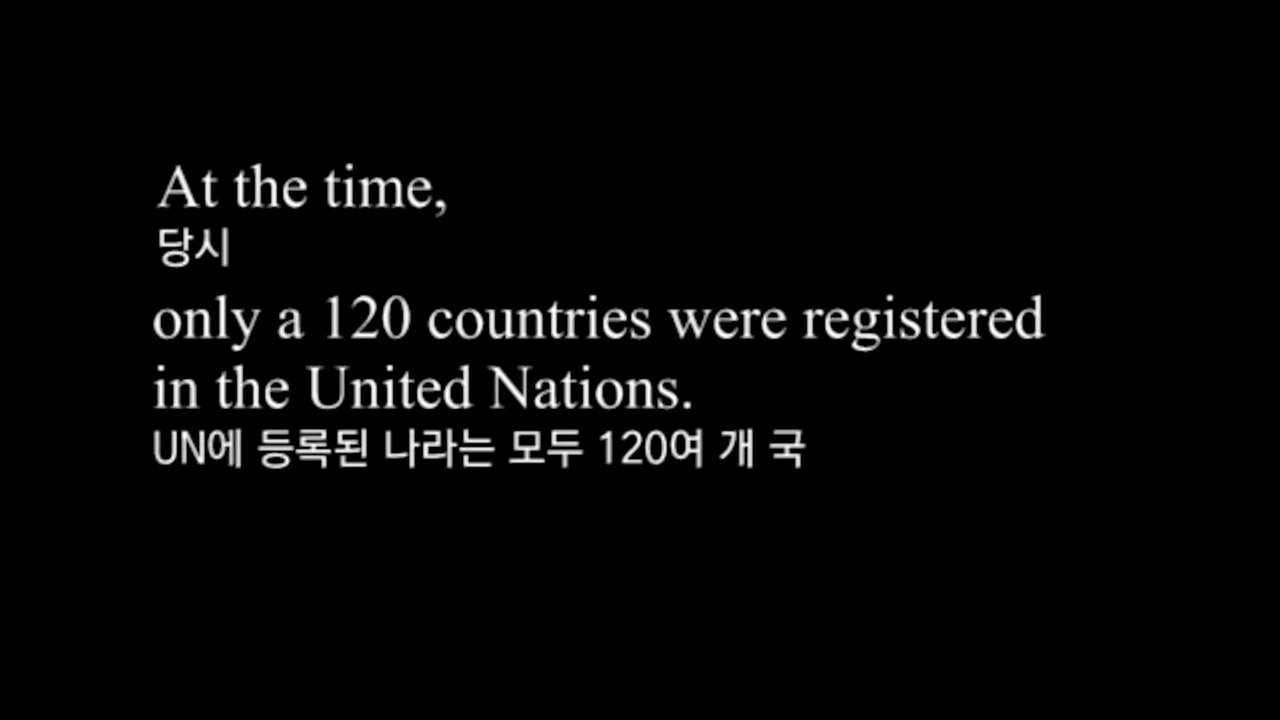 At the time,
당시
only a 120 countries were registered
in the United Nations.
UN에 등록된 나라는 모두 120여 개 국